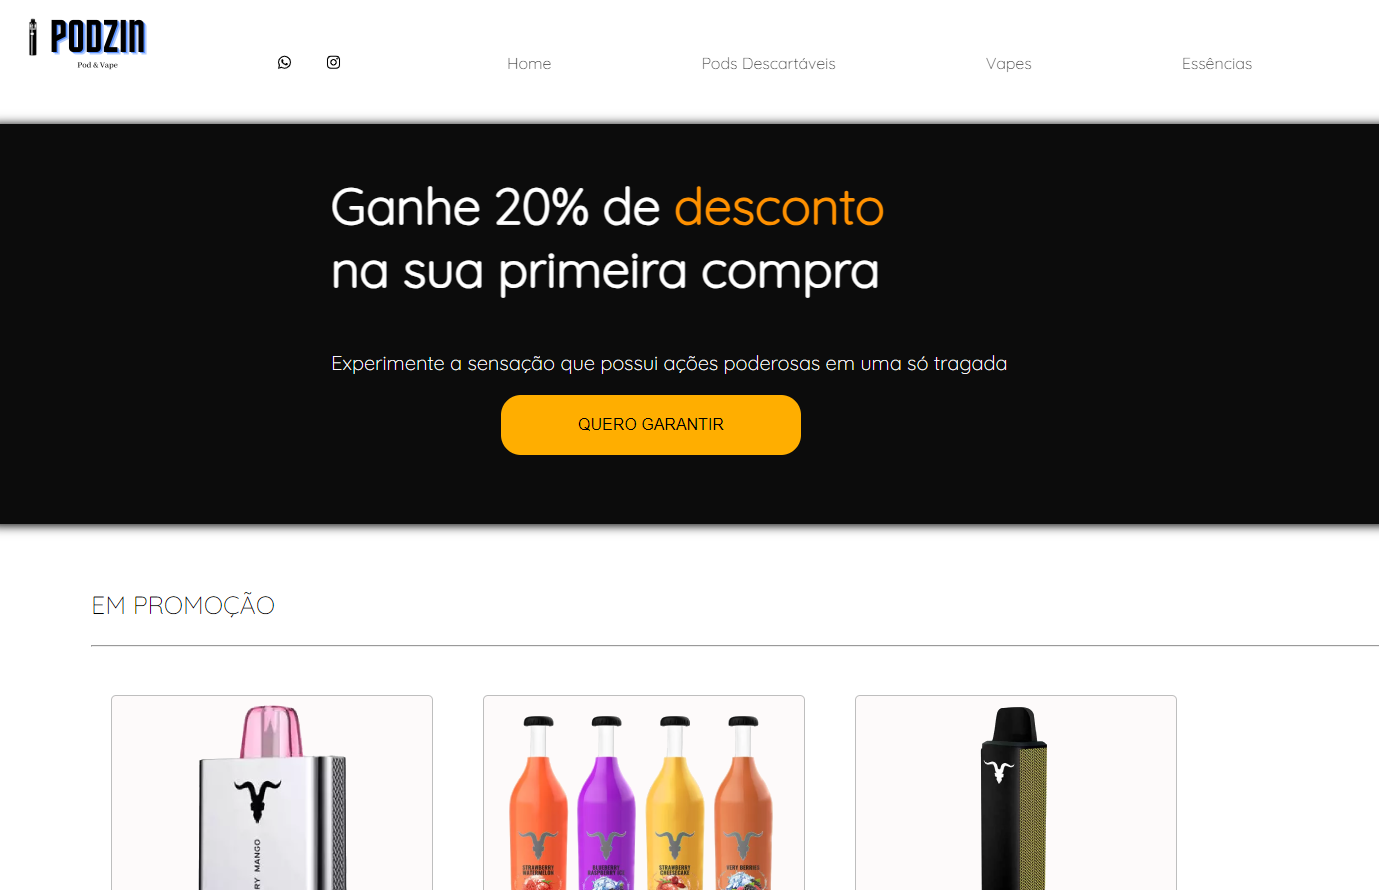 PODZIN
Pod & Vape
Home
Pods Descartáveis
Vapes
Essências
Ganhe 20% de desconto
na sua primeira compra
Experimente a sensação que possui ações poderosas em uma só tragada
QUERO GARANTIR
EM PROMOÇÃO
MANGO
STRAWBERRY
WATERMELON
BLUEBERRY
RASPBERRY ICE
STRAWBERRY
CHEESECAKE
VERY BERRIES